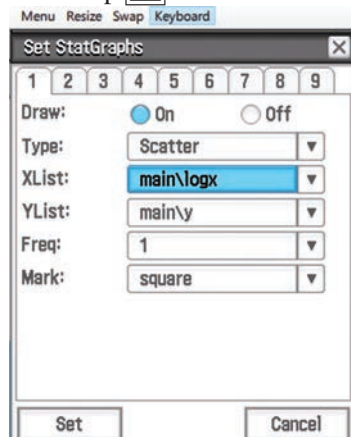 Menu Resize Swap Keyboard
Set StatGraphs
1 2 3 4 5 6 7 8 9
Draw: On Off
Type: Scatter
XList: main\logx
YList: main\y
Freq: 1
Mark: square
Set Cancel